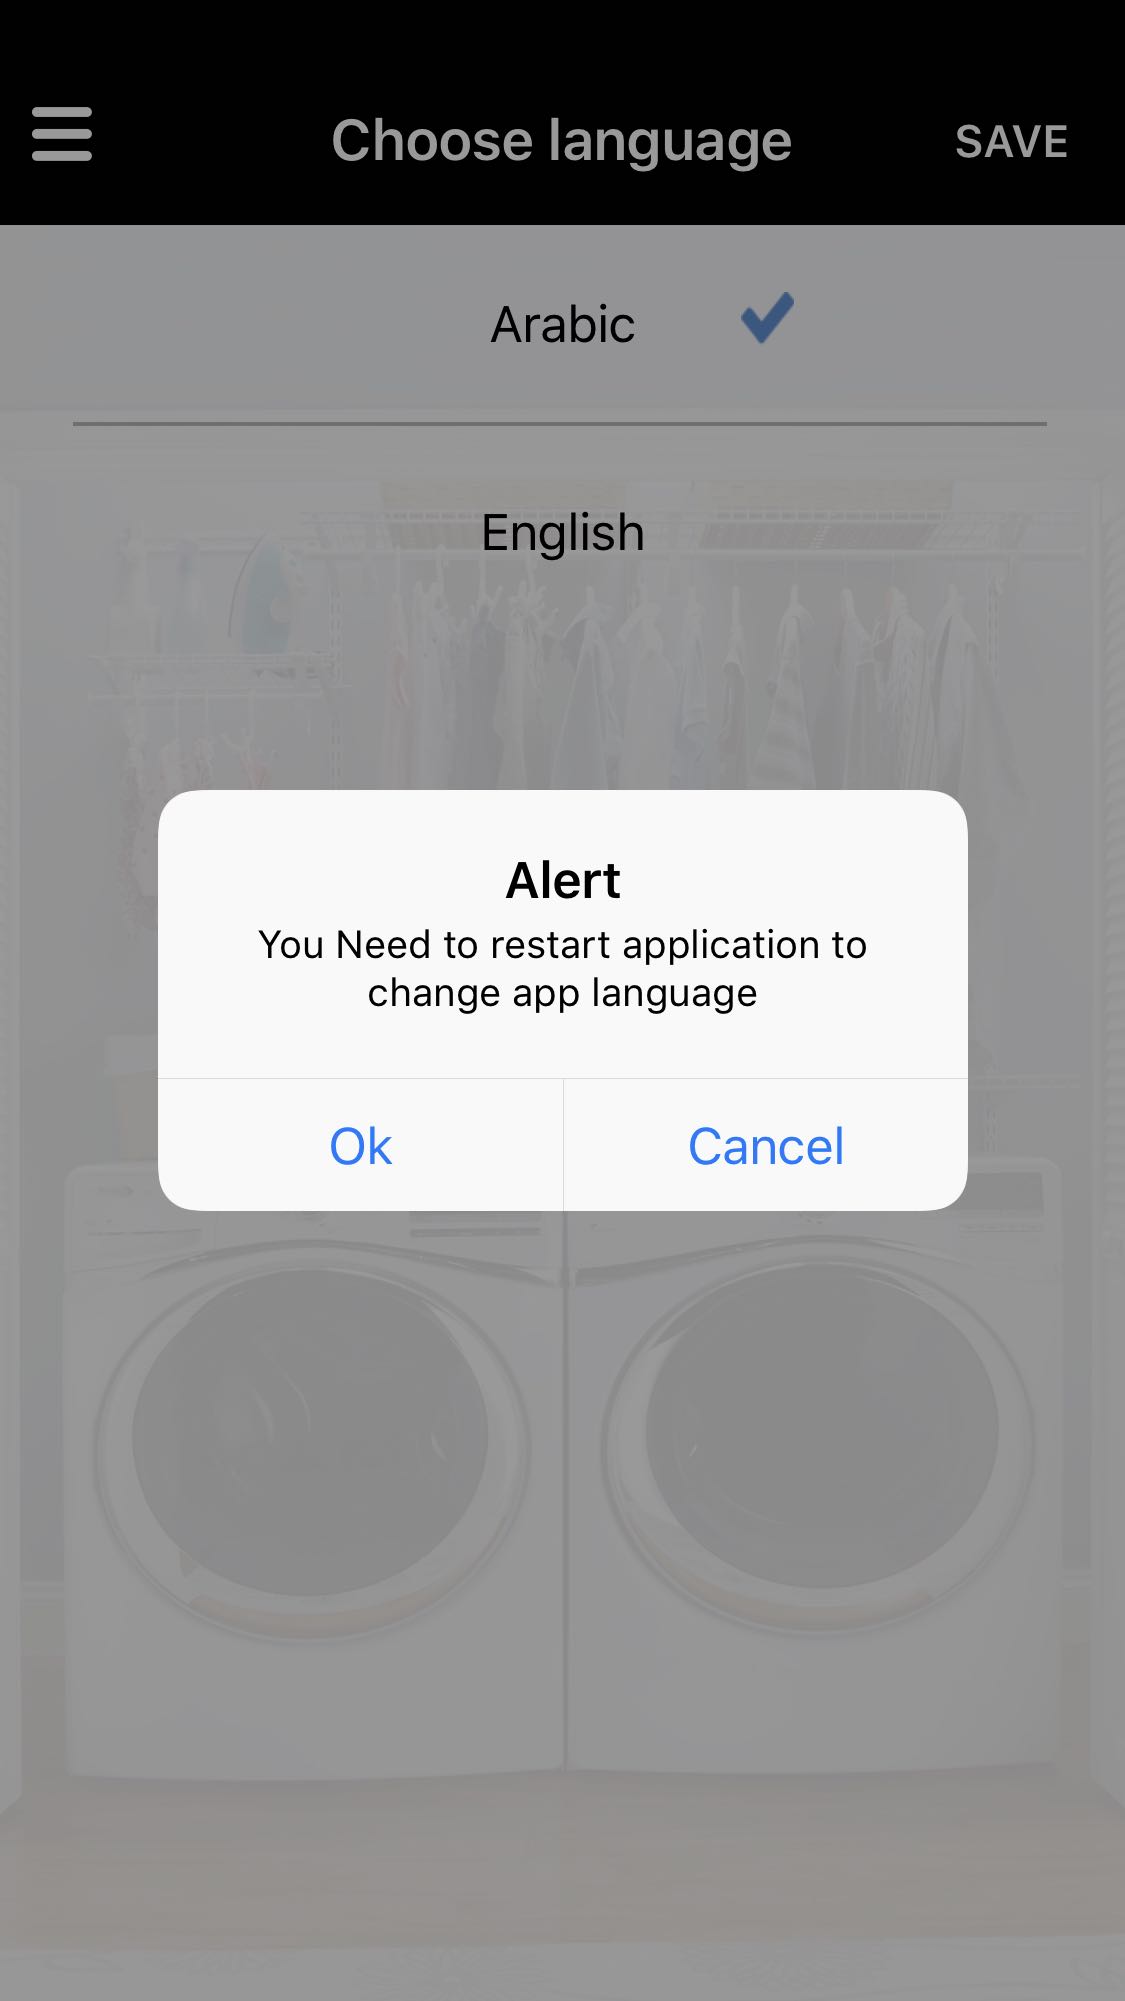 Choose language
SAVE
Arabic
English
Alert
You Need to restart application to
change app language
Ok
Cancel